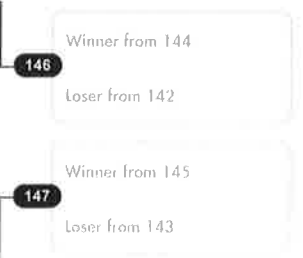 Winner from 144
146
Loser from 142
Winner from 145
147
Loser from 143